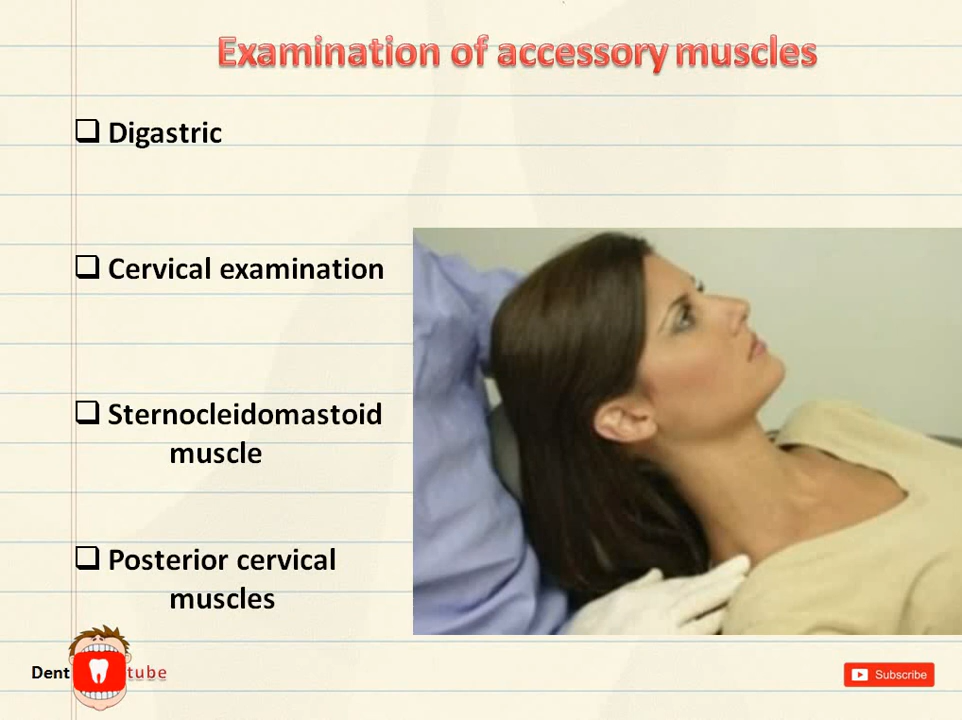 Examination of accessory muscles
❑ Digastric
❑ Cervical examination
❑ Sternocleidomastoid
muscle
❑ Posterior cervical
muscles
Dent tube
Subscribe